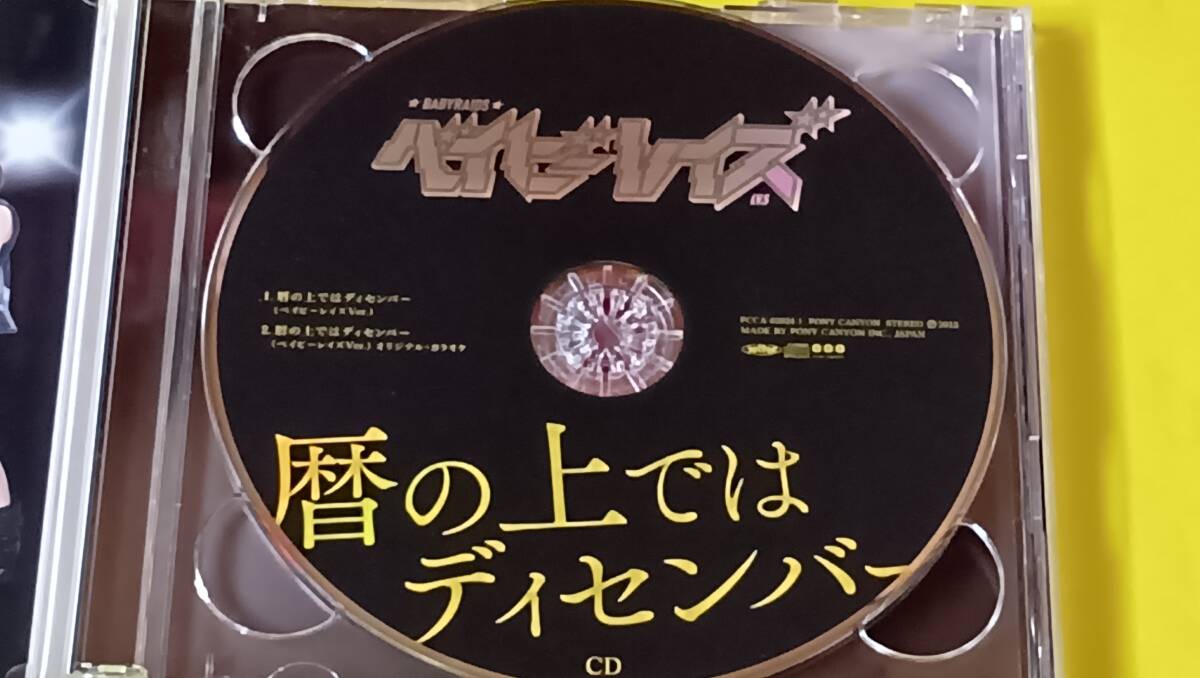 ★ BABYRAIDS ★
ベイビーレイズ
1. 暦の上ではディセンバー
(ベイビーレイズVer.)
2. 暦の上ではディセンバー
(ベイビーレイズVer.) オリジナル・カラオケ
PCCA PONY CANYON STEREO Ⓟ2013
MADE BY PONY CANYON INC., JAPAN
暦の上では
ディセンバー
CD